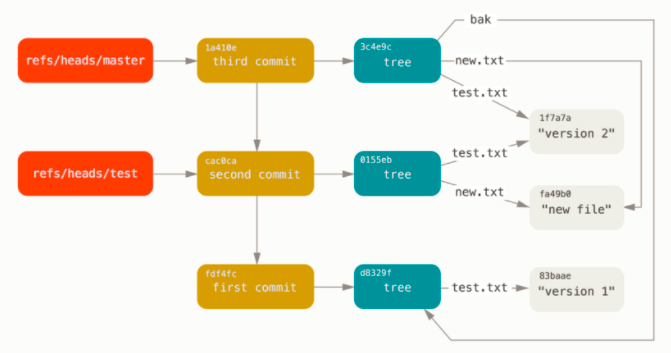 bak
1a410e
3c4e9c
refs/heads/master
third commit
tree
new.txt
test.txt
1f7a7a
"version 2"
cac0ca
0155eb
test.txt
refs/heads/test
second commit
tree
new.txt
fa49b0
"new file"
fdf4fc
d8329f
first commit
tree
test.txt
83baae
"version 1"